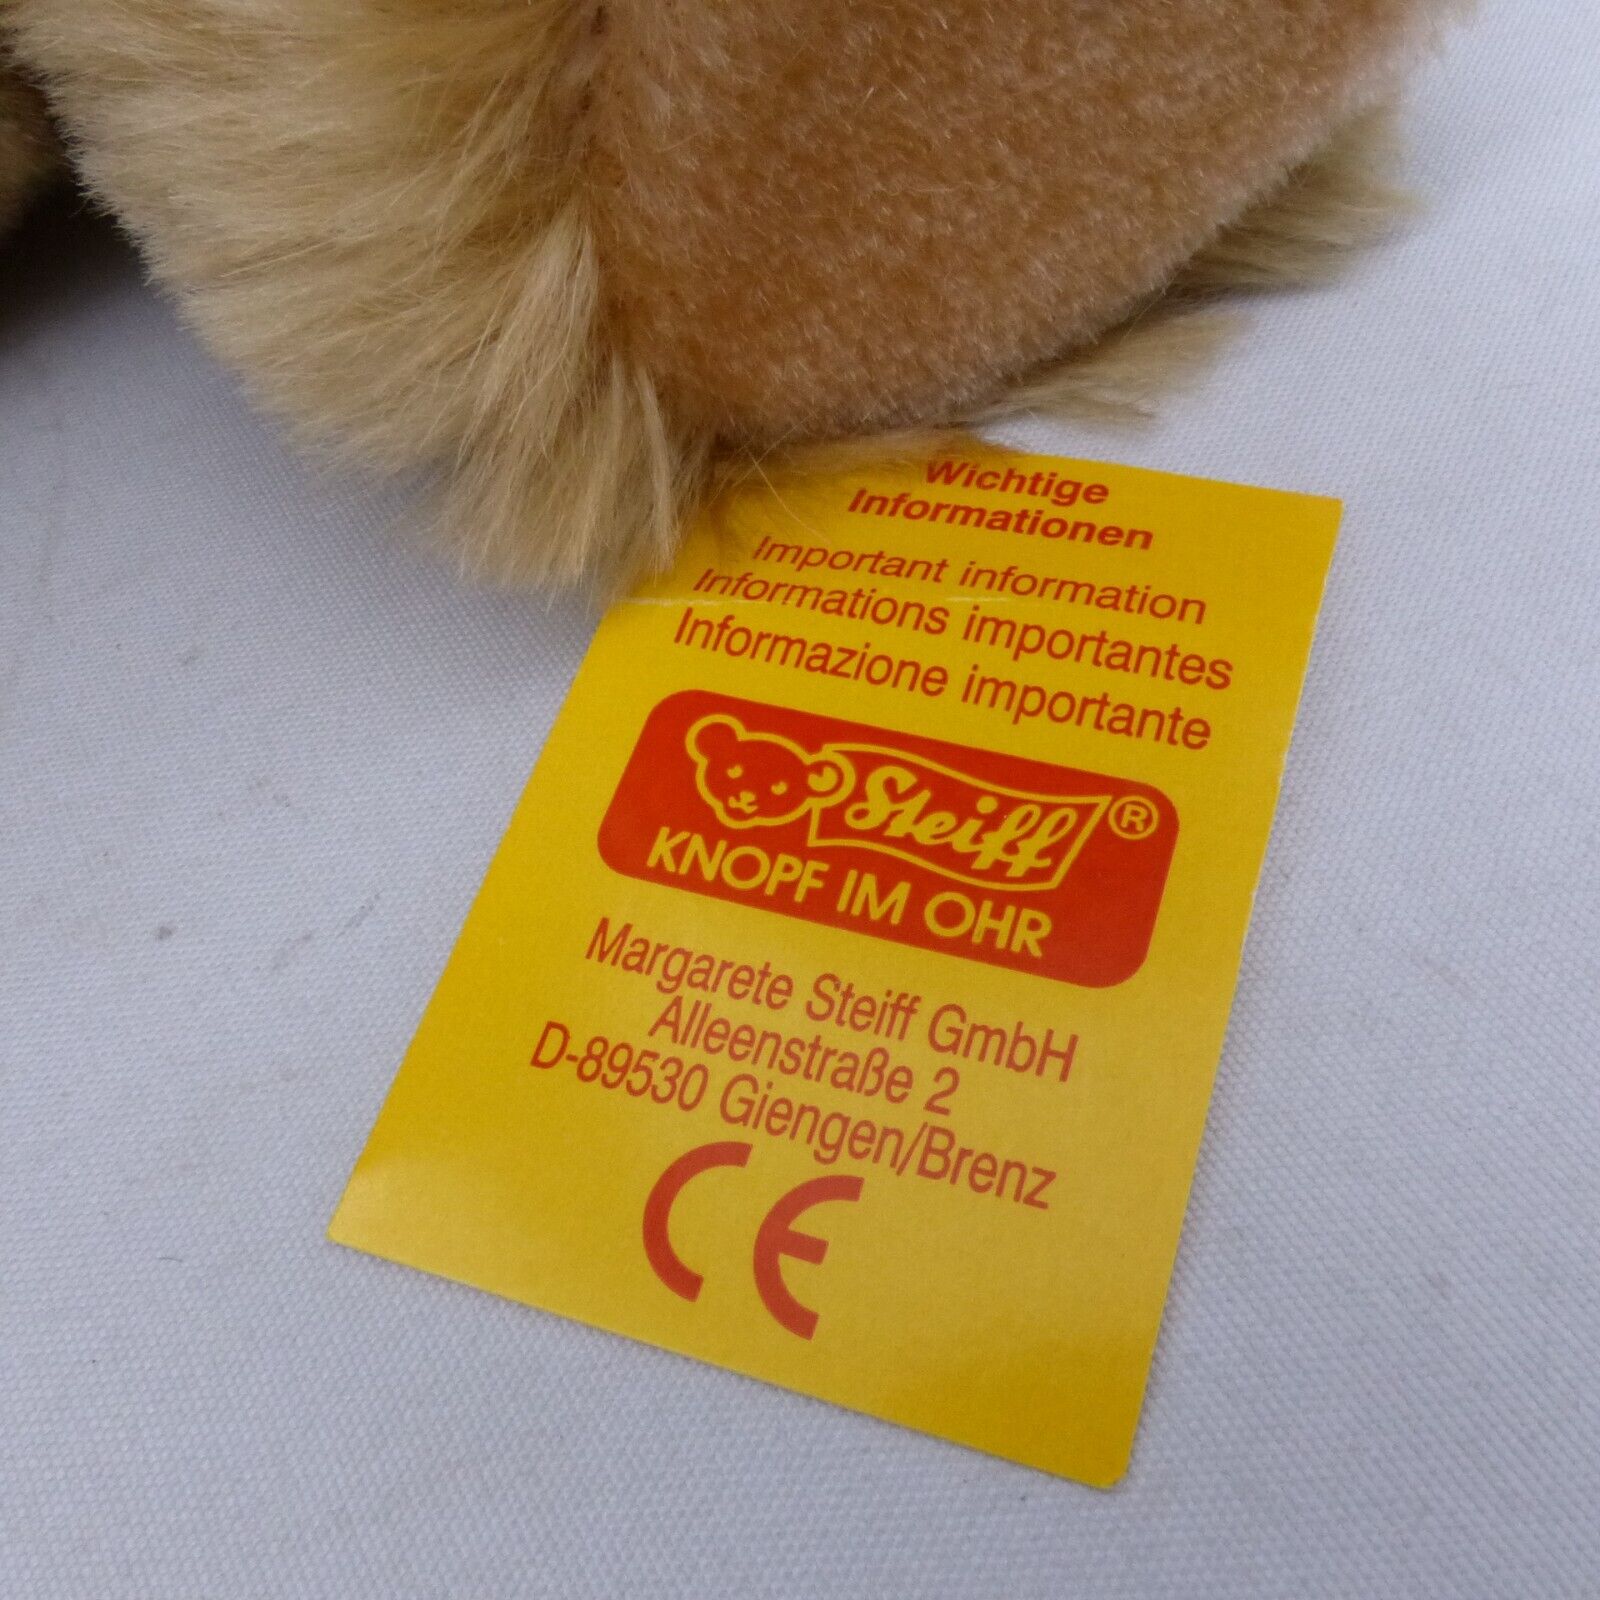 Wichtige
Informationen
Important information
Informations importantes
Informazione importante
Steiff®
KNOPF IM OHR
Margarete Steiff GmbH
Alleenstraße 2
D-89530 Giengen/Brenz
CE